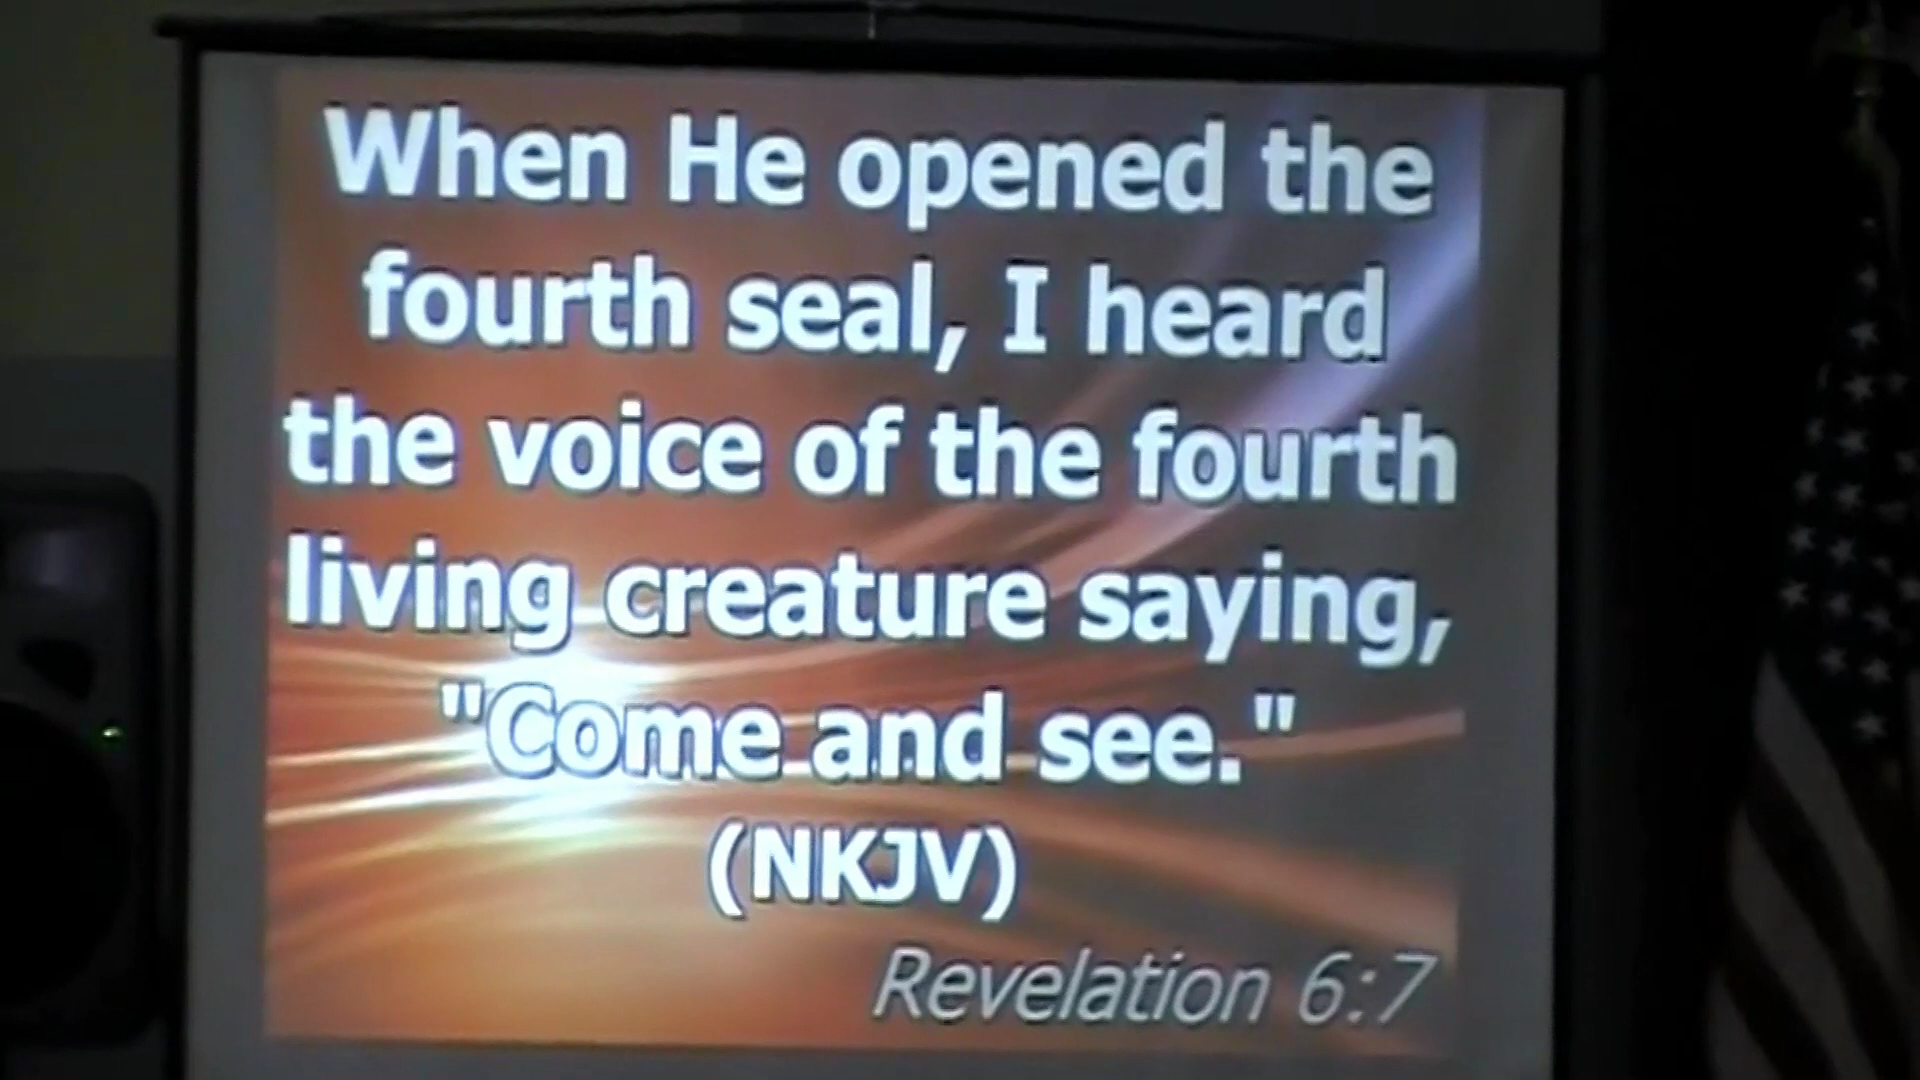 When He opened the
fourth seal, I heard
the voice of the fourth
living creature saying,
"Come and see."
(NKJV)
Revelation 6:7